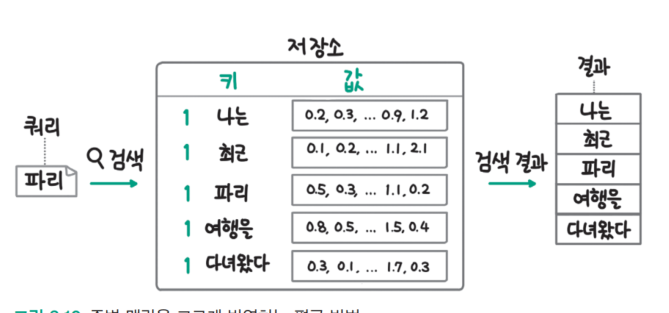 저장소
키 값
1 나는 0.2, 0.3, ... 0.9, 1.2
1 최근 0.1, 0.2, ... 1.1, 2.1
1 파리 0.5, 0.3, ... 1.1, 0.2
1 여행을 0.8, 0.5, ... 1.5, 0.4
1 다녀왔다 0.3, 0.1, ... 1.7, 0.3
쿼리
파리
검색
검색 결과
결과
나는
최근
파리
여행을
다녀왔다